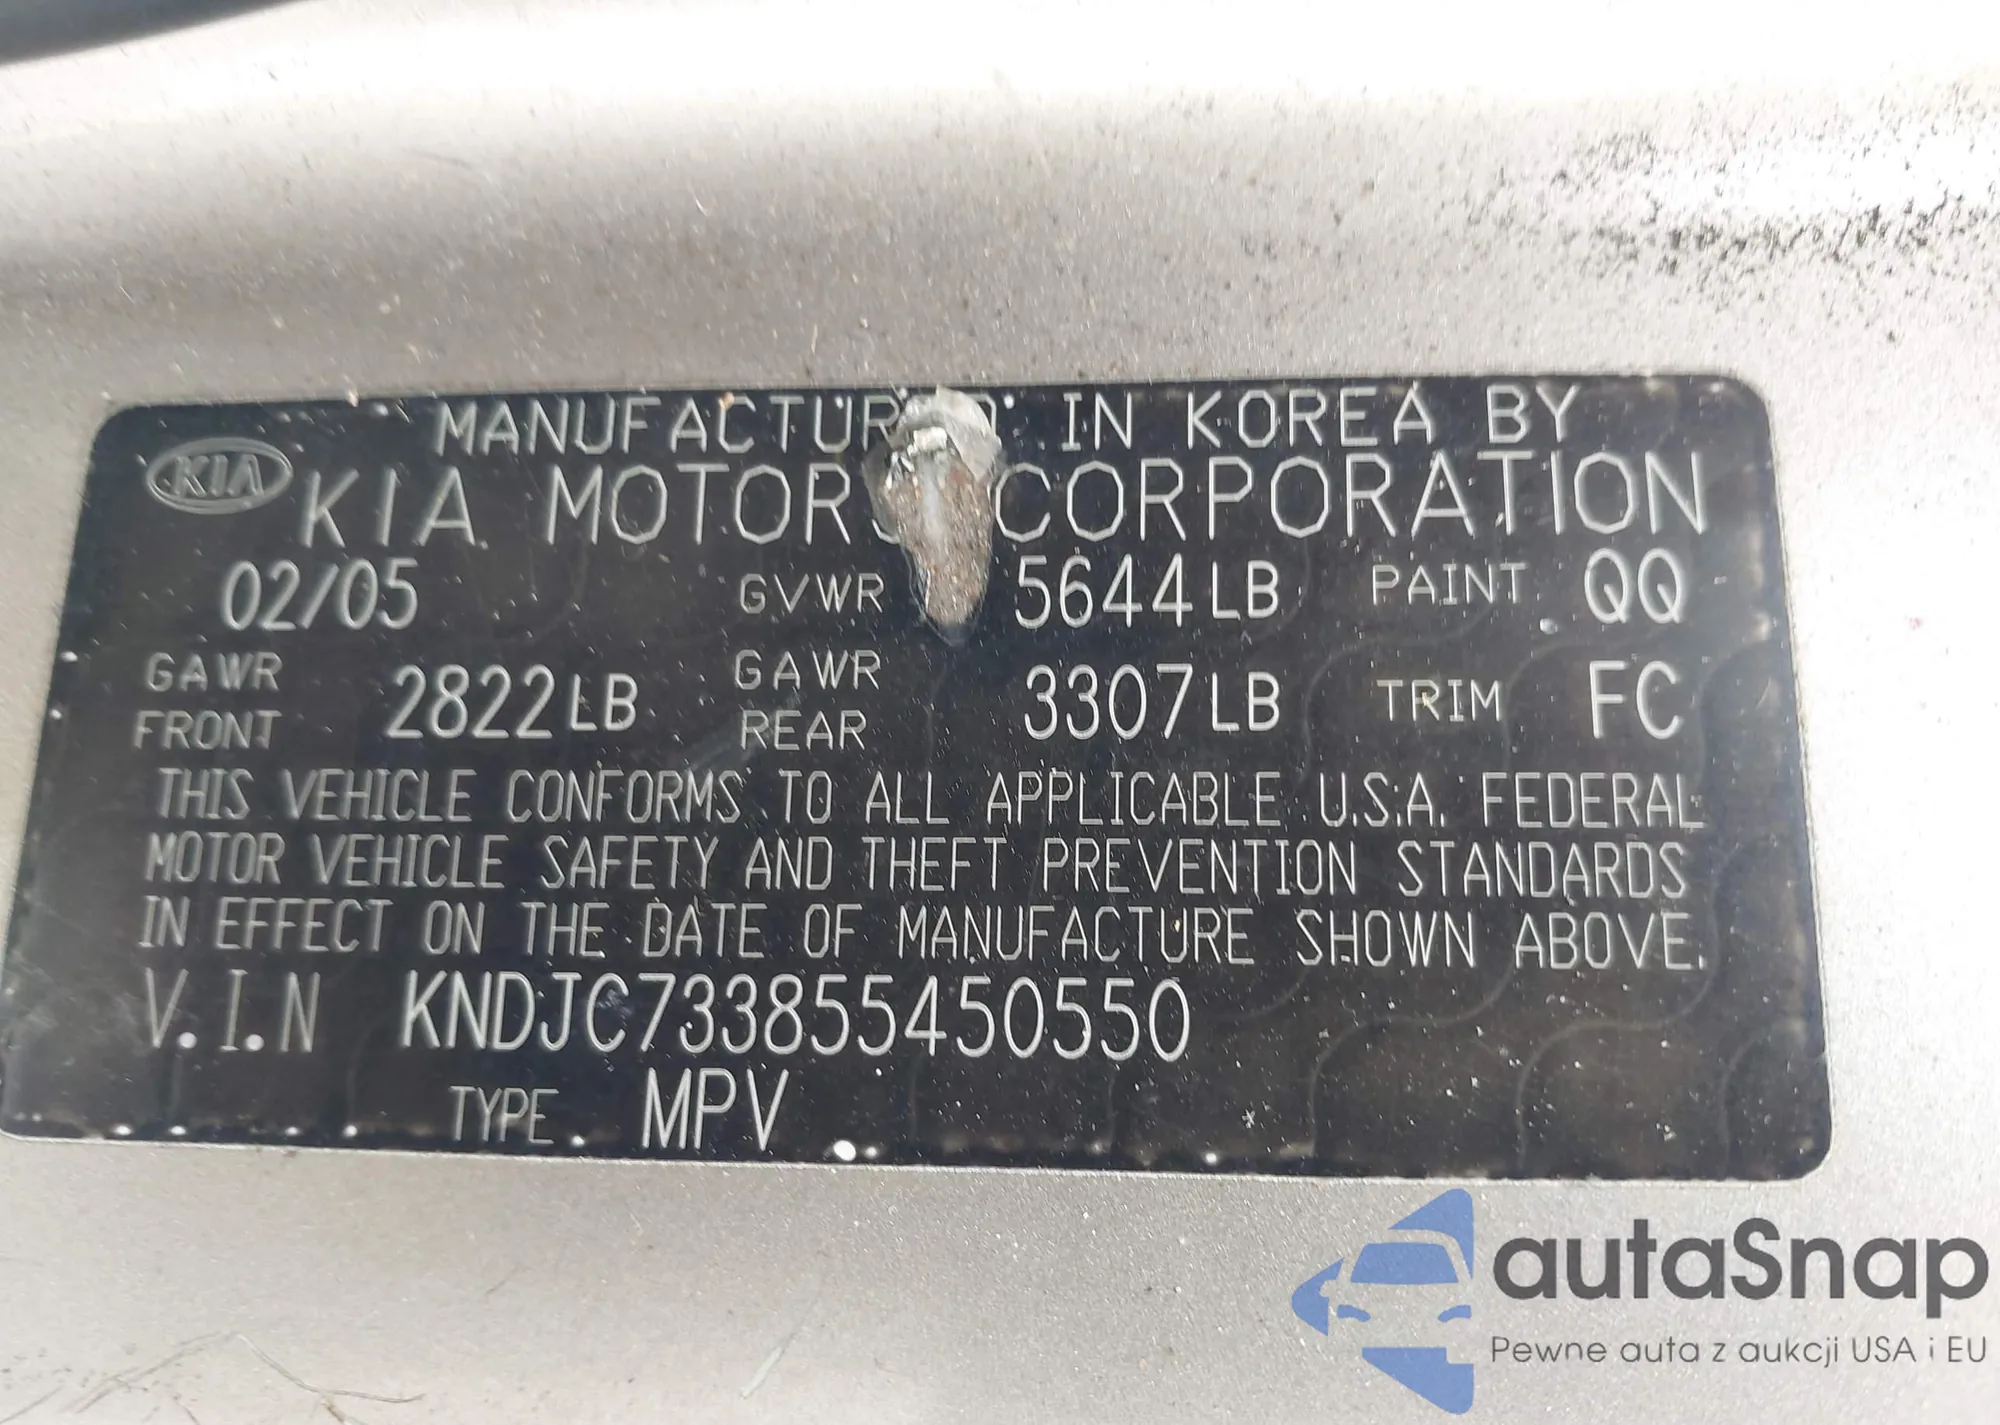 MANUFACTURED IN KOREA BY
KIA KIA MOTORS CORPORATION
02/05 GVWR 5644LB PAINT QQ
GAWR FRONT 2822LB GAWR REAR 3307LB TRIM FC
THIS VEHICLE CONFORMS TO ALL APPLICABLE U.S.A. FEDERAL
MOTOR VEHICLE SAFETY AND THEFT PREVENTION STANDARDS
IN EFFECT ON THE DATE OF MANUFACTURE SHOWN ABOVE.
V.I.N KNDJC733855450550
TYPE MPV
autaSnap
Pewne auta z aukcji USA i EU